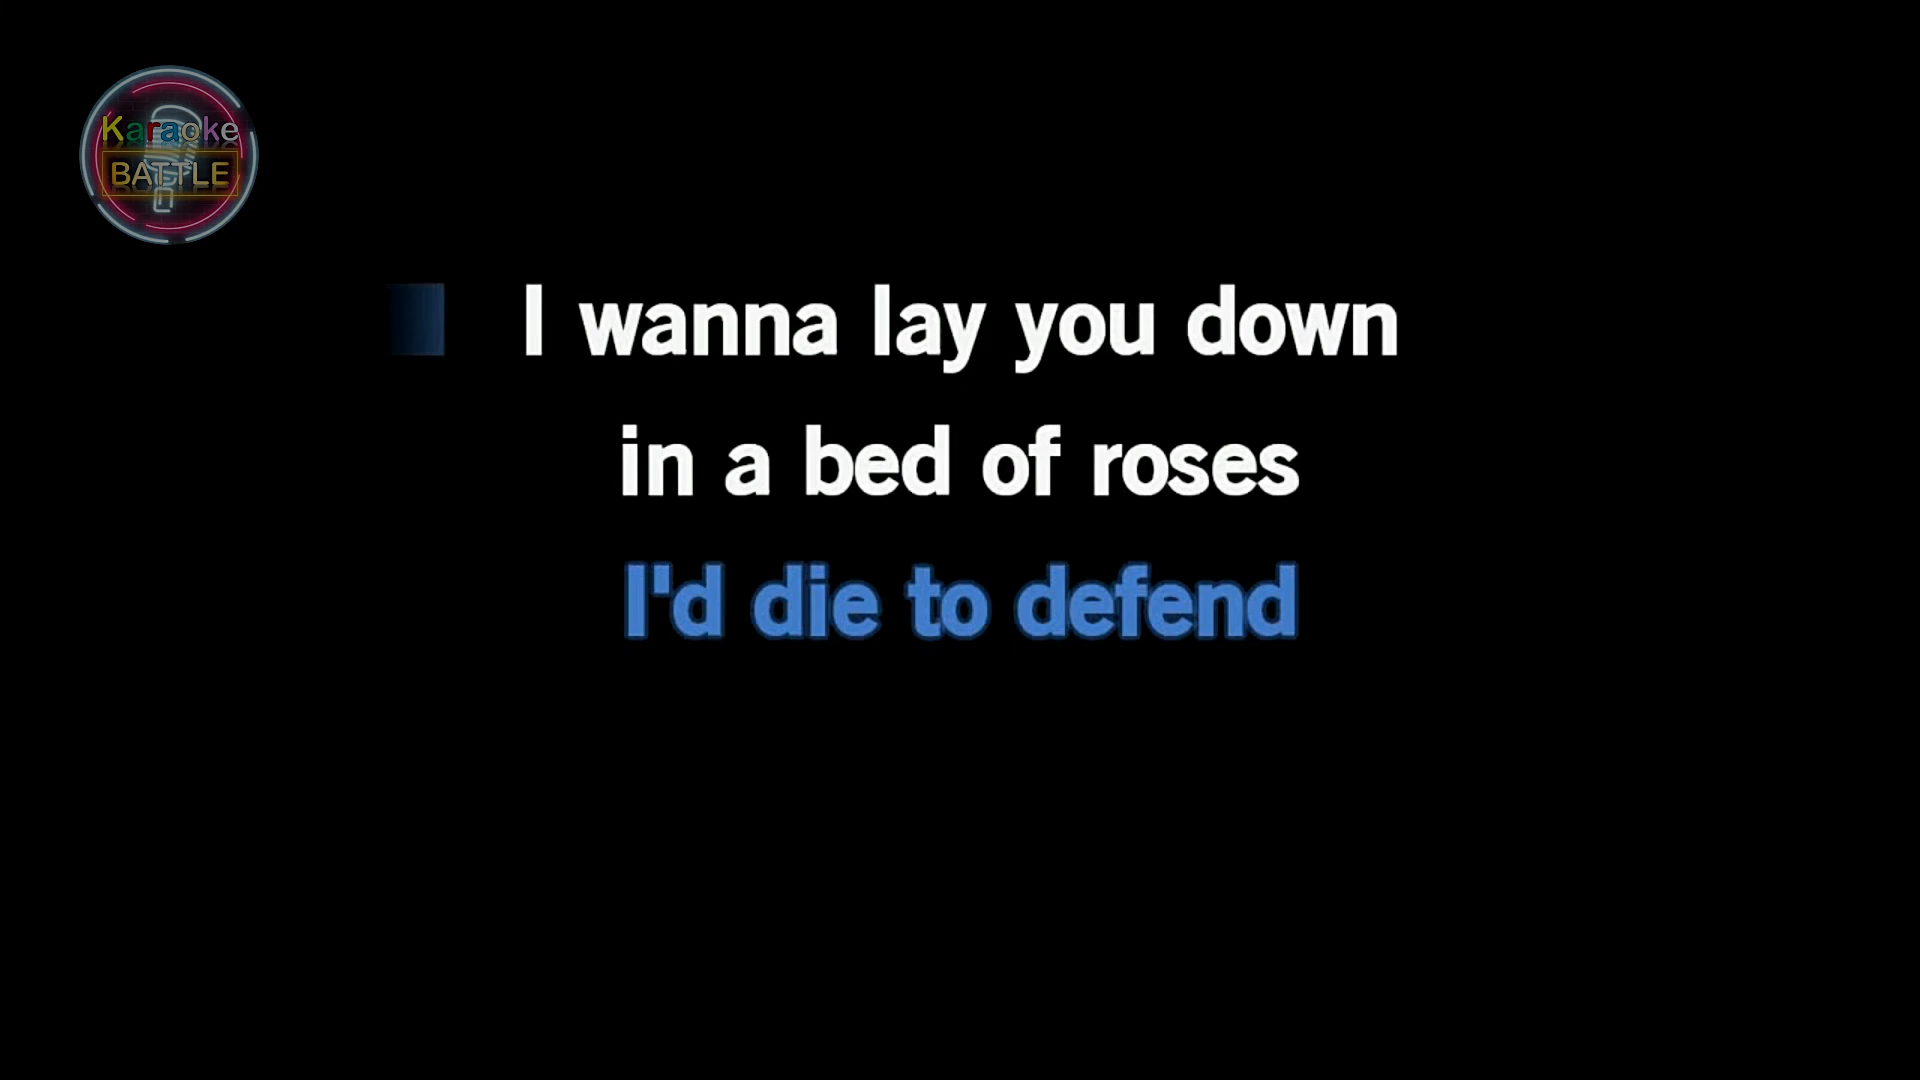 Karaoke
BATTLE
I wanna lay you down
in a bed of roses
I'd die to defend